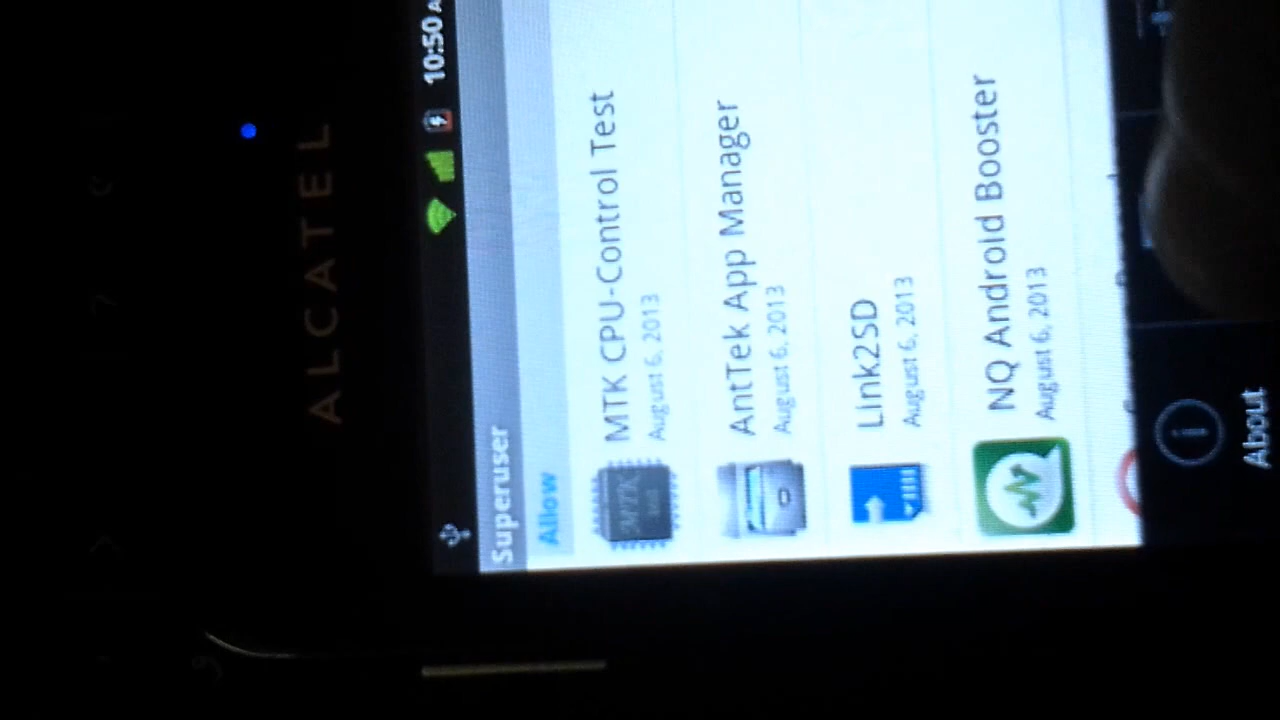 ALCATEL
10:50
Superuser
Allow
MTK CPU-Control Test
August 6, 2013
AntTek App Manager
August 6, 2013
Link2SD
August 6, 2013
NQ Android Booster
August 6, 2013
About